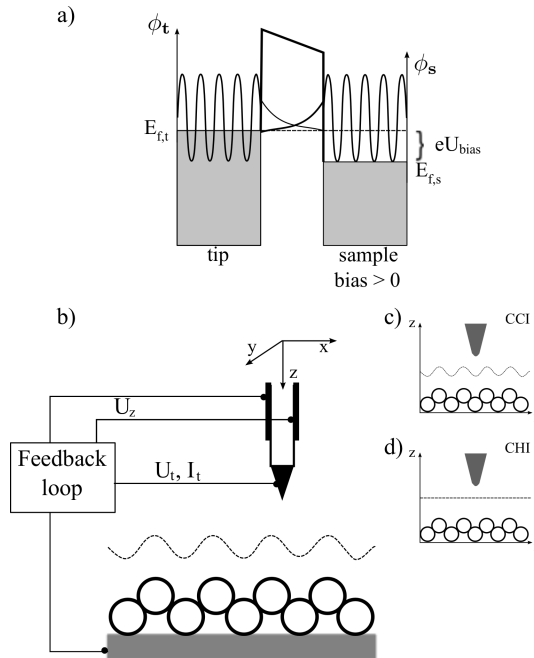 a)
ϕt
ϕs
Ef,t
eUbias
Ef,s
tip
sample
bias > 0
b)
y
x
z
Uz
Feedback
loop
Ut, It
c)
z
CCI
d)
z
CHI